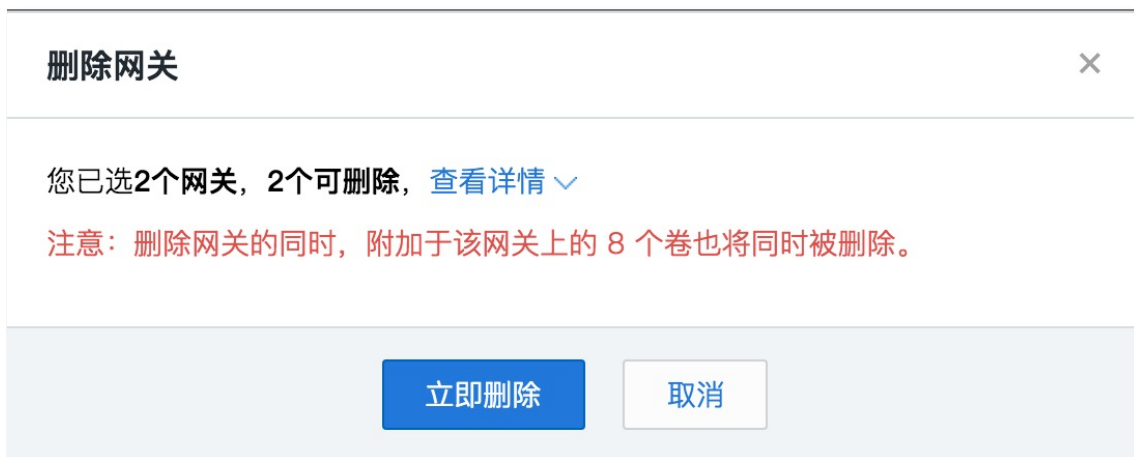 删除网关
您已选2个网关，2个可删除，查看详情
注意：删除网关的同时，附加于该网关上的 8 个卷也将同时被删除。
立即删除 取消